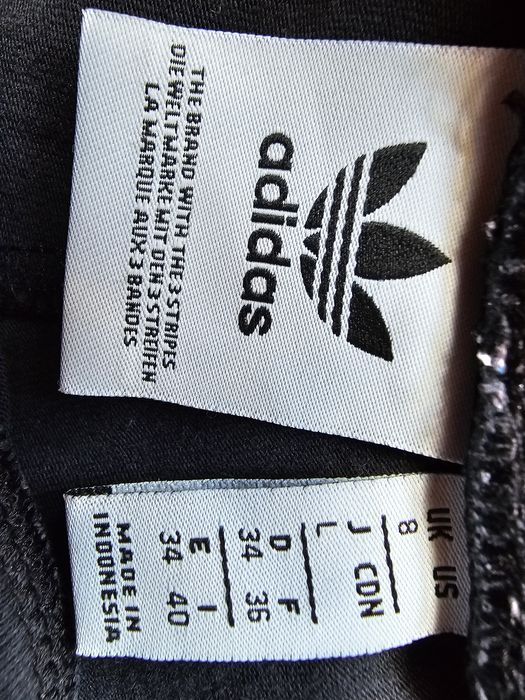 adidas
THE BRAND WITH THE 3 STRIPES
DIE WELTMARKE MIT DEN 3 STREIFEN
LA MARQUE AUX 3 BANDES
UK US
8
J CDN
L
D F
34 36
E I
34 40
MADE IN
INDONESIA